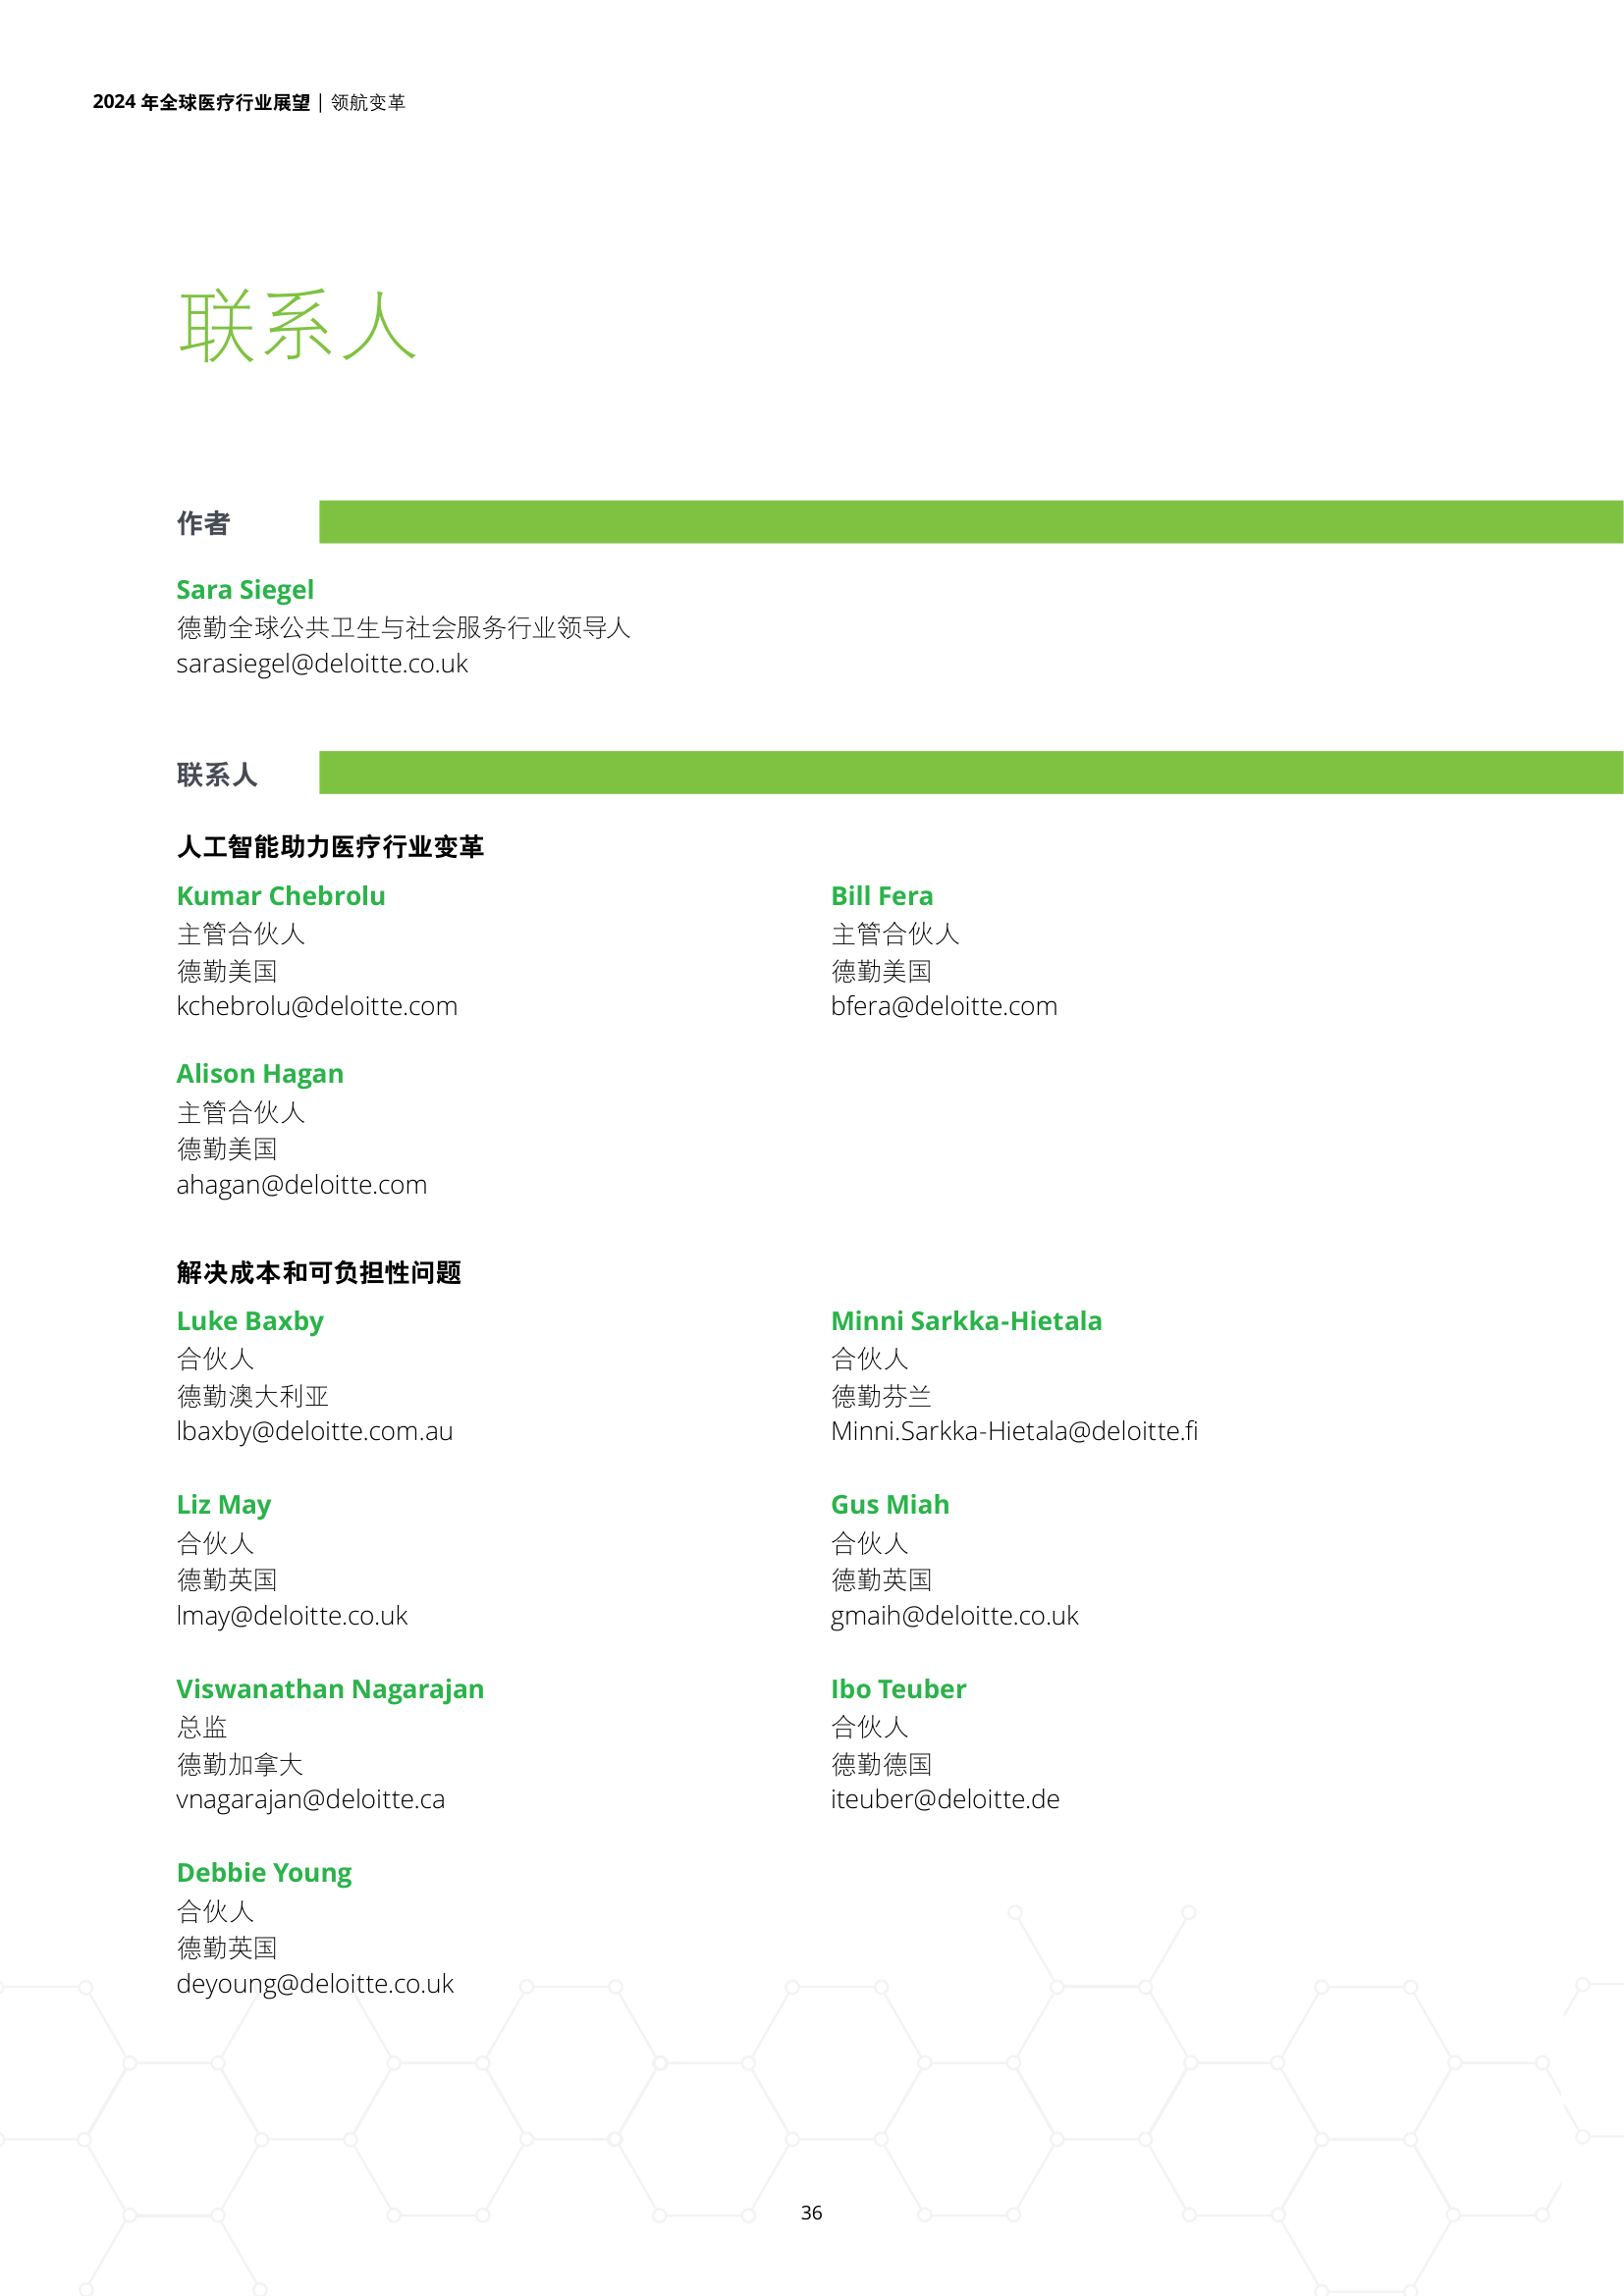 2024 年全球医疗行业展望 | 领航变革
联系人
作者
Sara Siegel
德勤全球公共卫生与社会服务行业领导人
sarasiegel@deloitte.co.uk
联系人
人工智能助力医疗行业变革
Kumar Chebrolu
主管合伙人
德勤美国
kchebrolu@deloitte.com
Bill Fera
主管合伙人
德勤美国
bfera@deloitte.com
Alison Hagan
主管合伙人
德勤美国
ahagan@deloitte.com
解决成本和可负担性问题
Luke Baxby
合伙人
德勤澳大利亚
lbaxby@deloitte.com.au
Minni Sarkka-Hietala
合伙人
德勤芬兰
Minni.Sarkka-Hietala@deloitte.fi
Liz May
合伙人
德勤英国
lmay@deloitte.co.uk
Gus Miah
合伙人
德勤英国
gmaih@deloitte.co.uk
Viswanathan Nagarajan
总监
德勤加拿大
vnagarajan@deloitte.ca
Ibo Teuber
合伙人
德勤德国
iteuber@deloitte.de
Debbie Young
合伙人
德勤英国
deyoung@deloitte.co.uk
36